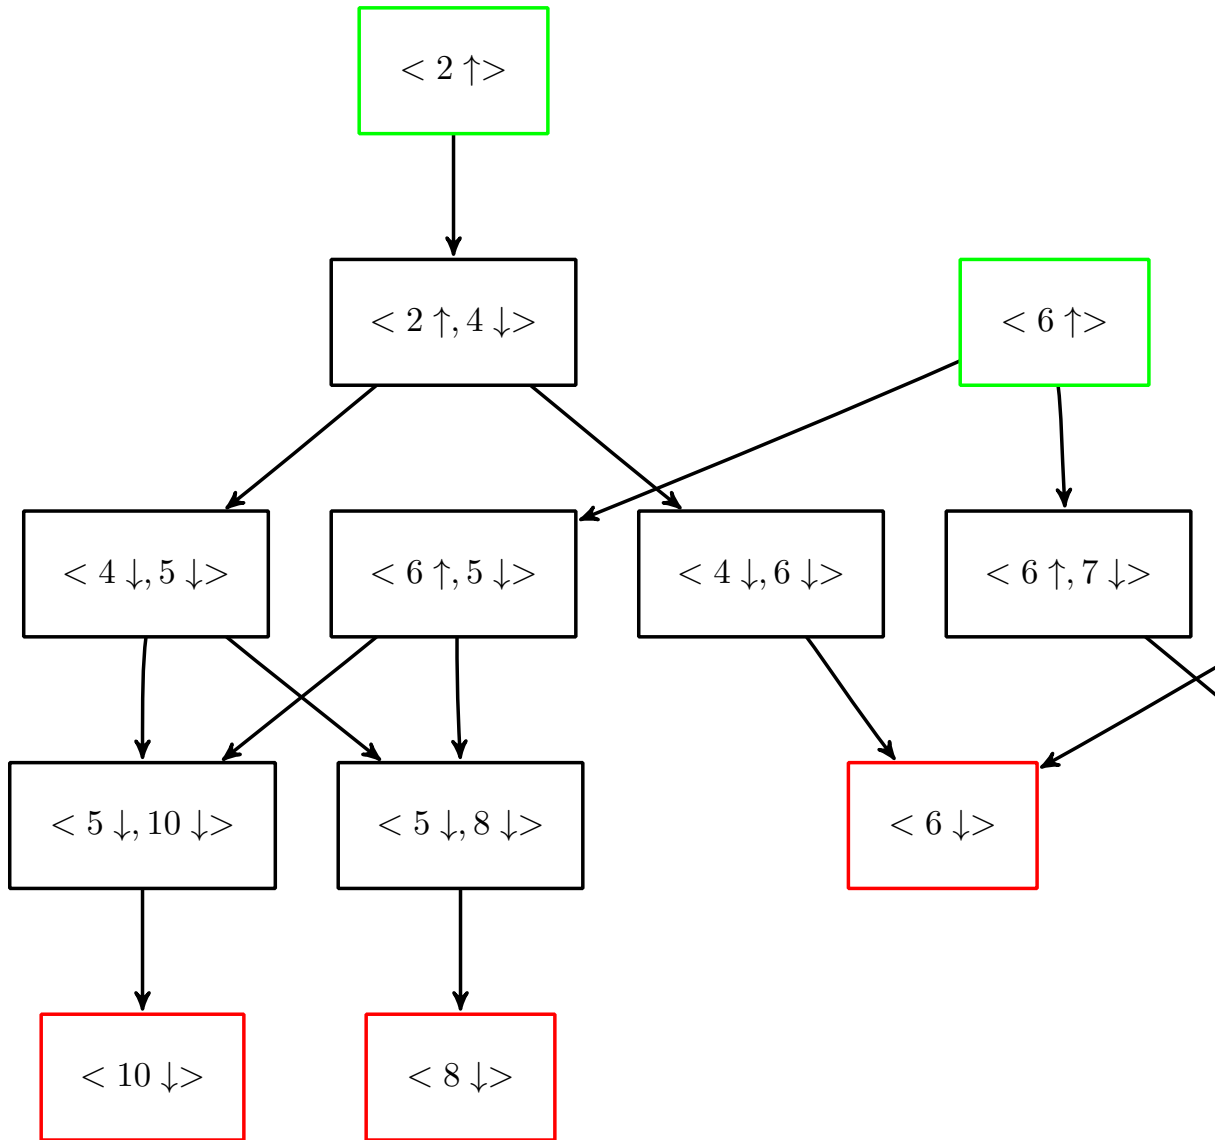 < 2 ↑>
< 2 ↑, 4 ↓>
< 6 ↑>
< 4 ↓, 5 ↓>
< 6 ↑, 5 ↓>
< 4 ↓, 6 ↓>
< 6 ↑, 7 ↓>
< 5 ↓, 10 ↓>
< 5 ↓, 8 ↓>
< 6 ↓>
< 10 ↓>
< 8 ↓>